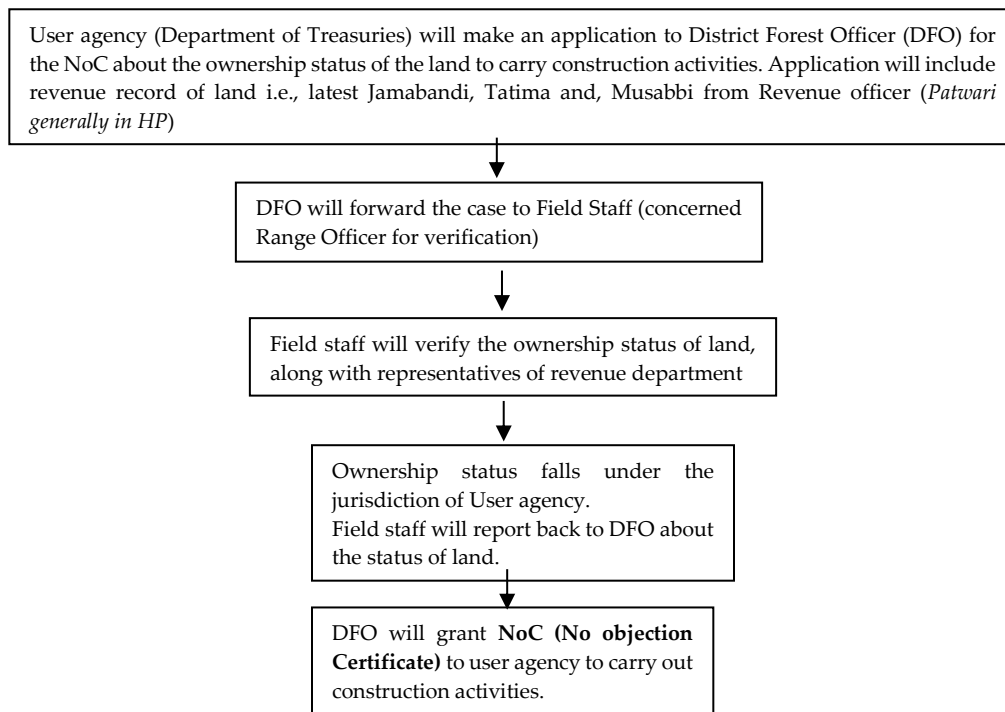 User agency (Department of Treasuries) will make an application to District Forest Officer (DFO) for
the NoC about the ownership status of the land to carry construction activities. Application will include
revenue record of land i.e., latest Jamabandi, Tatima and, Musabbi from Revenue officer (Patwari
generally in HP)
DFO will forward the case to Field Staff (concerned
Range Officer for verification)
Field staff will verify the ownership status of land,
along with representatives of revenue department
Ownership status falls under the
jurisdiction of User agency.
Field staff will report back to DFO about
the status of land.
DFO will grant NoC (No objection
Certificate) to user agency to carry out
construction activities.